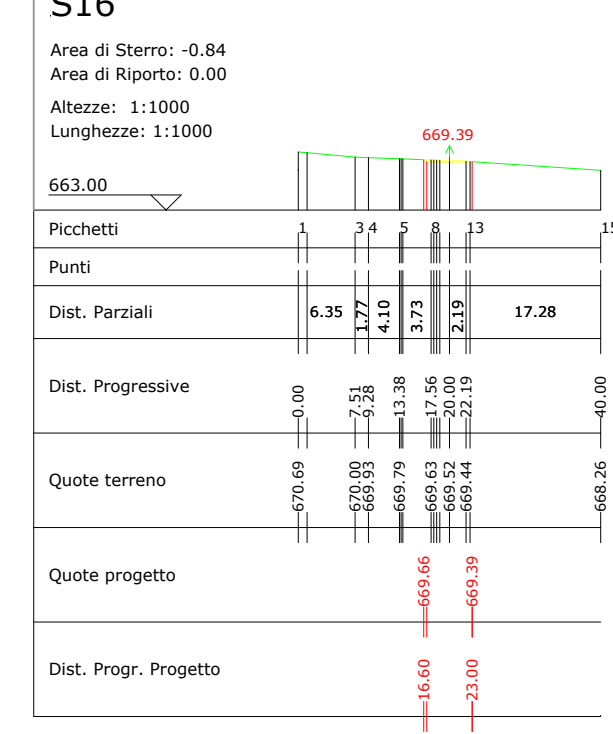 S16
Area di Sterro: -0.84
Area di Riporto: 0.00
Altezze: 1:1000
Lunghezze: 1:1000
669.39
663.00
Picchetti 1 3 4 5 8 13 15
Punti
Dist. Parziali 6.35 1.77 4.10 3.73 2.19 17.28
Dist. Progressive 0.00 7.51 9.28 13.38 17.56 20.00 22.19 40.00
Quote terreno 670.69 670.00 669.93 669.79 669.63 669.52 669.44 668.26
Quote progetto 669.66 669.39
Dist. Progr. Progetto 16.60 23.00